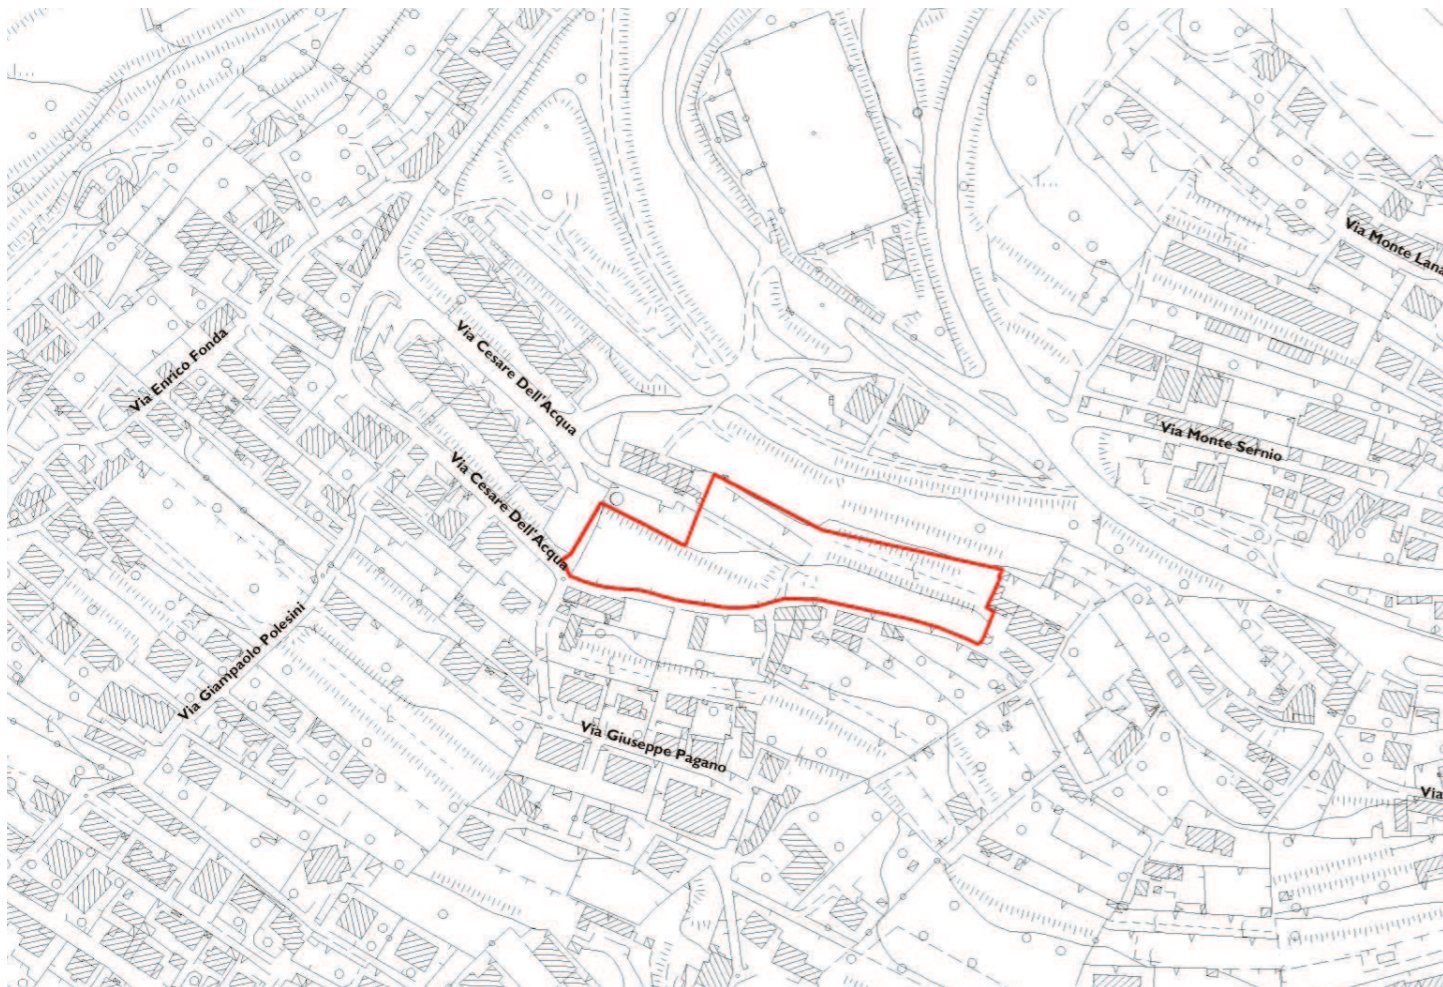 Via Monte Lana
Via Enrico Fonda
Via Cesare Dell'Acqua
Via Monte Sernio
Via Cesare Dell'Acqua
Via Giampaolo Polesini
Via Giuseppe Pagano
Via